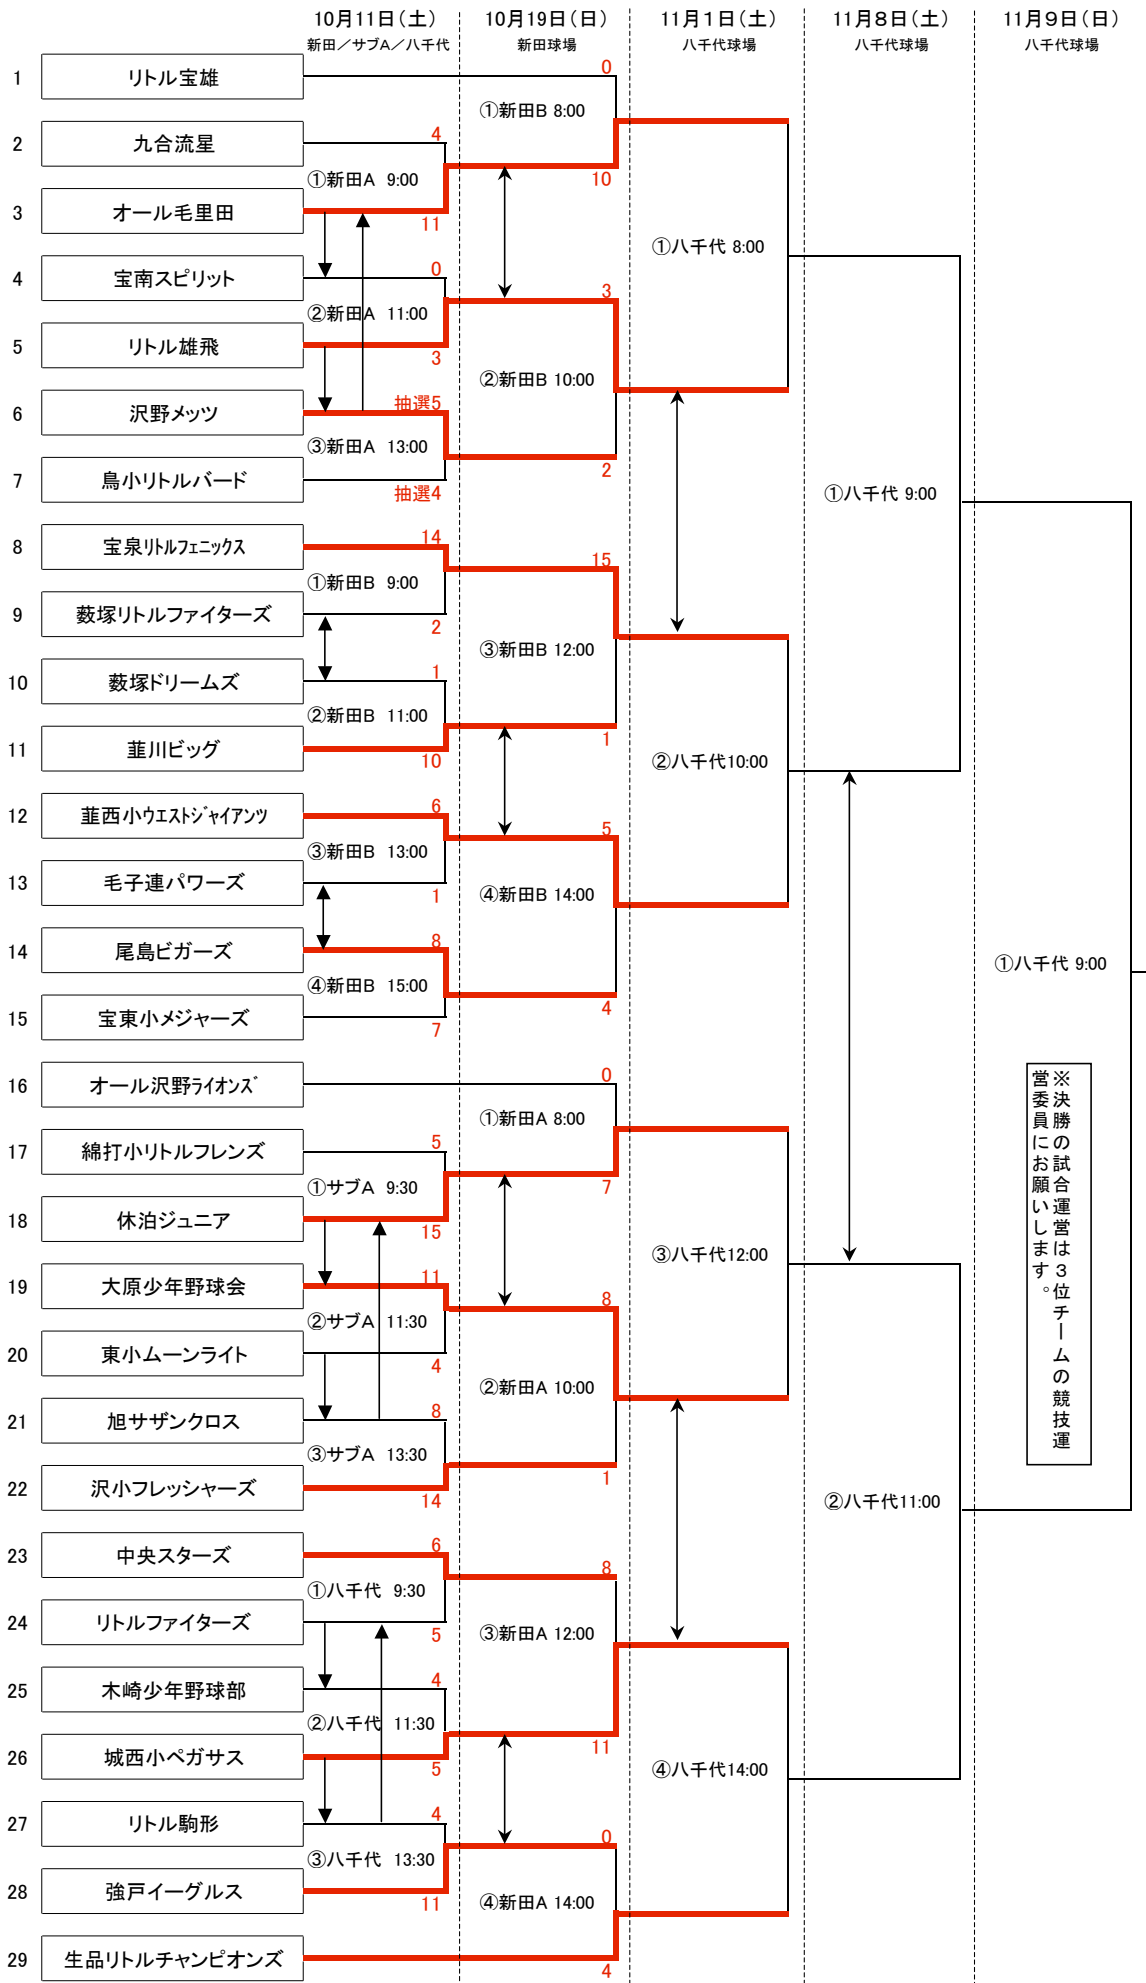 10月11日(土) 10月19日(日) 11月1日(土) 11月8日(土) 11月9日(日)
新田／サブA／八千代 新田球場 八千代球場 八千代球場 八千代球場
1 リトル宝雄 0
①新田B 8:00
2 九合流星 4
①新田A 9:00 10
3 オール毛里田 11
①八千代 8:00
4 宝南スピリット 0
3
②新田A 11:00
5 リトル雄飛 3
②新田B 10:00
6 沢野メッツ 抽選5
③新田A 13:00
2
7 鳥小リトルバード 抽選4
①八千代 9:00
8 宝泉リトルフェニックス 14
15
①新田B 9:00
9 薮塚リトルファイターズ 2
③新田B 12:00
10 薮塚ドリームズ 1
②新田B 11:00
1
11 韮川ビッグ 10
②八千代10:00
12 韮西小ウエストジャイアンツ 6
5
③新田B 13:00
13 毛子連パワーズ 1
④新田B 14:00
14 尾島ビガーズ 8
①八千代 9:00
④新田B 15:00
4
15 宝東小メジャーズ 7
16 オール沢野ライオンズ 0
①新田A 8:00
17 綿打小リトルフレンズ 5
①サブA 9:30
7
18 休泊ジュニア 15
③八千代12:00
※決勝の試合運営は３位チームの競技運
営委員にお願いします。
19 大原少年野球会 11
8
②サブA 11:30
20 東小ムーンライト 4
②新田A 10:00
21 旭サザンクロス 8
③サブA 13:30
1
22 沢小フレッシャーズ 14
②八千代11:00
23 中央スターズ 6
8
①八千代 9:30
24 リトルファイターズ 5
③新田A 12:00
25 木崎少年野球部 4
②八千代 11:30
11
26 城西小ペガサス 5
④八千代14:00
27 リトル駒形 4
0
③八千代 13:30
28 強戸イーグルス 11
④新田A 14:00
29 生品リトルチャンピオンズ 4